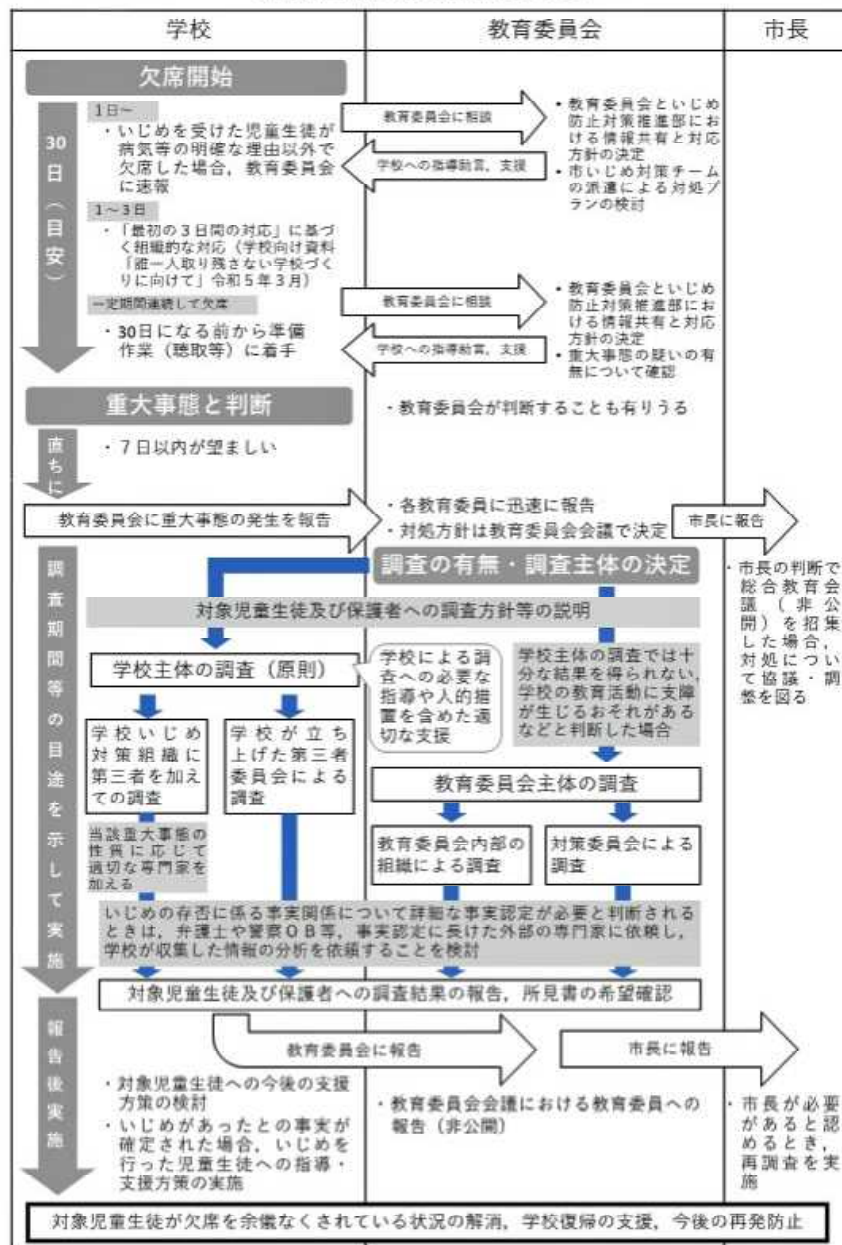 学校
教育委員会
市長
欠席開始
30日（目安）
1日～
・いじめを受けた児童生徒が
病気等の明確な理由以外で
欠席した場合，教育委員会
に速報
教育委員会に相談
学校への指導助言，支援
• 教育委員会といじめ
防止対策推進部にお
ける情報共有と対応
方針の決定
• 市いじめ対策チーム
の派遣による対処プ
ランの検討
1～3日
・「最初の３日間の対応」に基づ
く組織的な対応（学校向け資料
「誰一人取り残さない学校づく
りに向けて」令和５年３月）
一定期間連続して欠席
・30日になる前から準備
作業（聴取等）に着手
教育委員会に相談
学校への指導助言，支援
• 教育委員会といじめ
防止対策推進部にお
ける情報共有と対応
方針の決定
• 重大事態の疑いの有
無について確認
重大事態と判断
・教育委員会が判断することも有りうる
直ちに
・７日以内が望ましい
教育委員会に重大事態の発生を報告
・各教育委員に迅速に報告
・対処方針は教育委員会会議で決定
市長に報告
調査期間等の目途を示して実施
調査の有無・調査主体の決定
・市長の判断で
総合教育会
議（非公
開）を招集
した場合，
対処につい
て協議・調
整を図る
対象児童生徒及び保護者への調査方針等の説明
学校主体の調査（原則）
学校による調
査への必要な
指導や人的措
置を含めた適
切な支援
学校主体の調査では十
分な結果を得られない，
学校の教育活動に支障
が生じるおそれがある
などと判断した場合
学校いじめ
対策組織に
第三者を加え
ての調査
学校が立ち
上げた第三者
委員会による
調査
教育委員会主体の調査
当該重大事態の
性質に応じて
適切な専門家を
加える
教育委員会内部の
組織による調査
対策委員会による
調査
いじめの存否に係る事実関係について詳細な事実認定が必要と判断される
ときは，弁護士や警察ＯＢ等，事実認定に長けた外部の専門家に依頼し，
学校が収集した情報の分析を依頼することを検討
対象児童生徒及び保護者への調査結果の報告，所見書の希望確認
報告後実施
教育委員会に報告
市長に報告
・対象児童生徒への今後の支援
方策の検討
・いじめがあったとの事実が
確定された場合，いじめを
行った児童生徒への指導・
支援方策の実施
・教育委員会会議における教育委員への
報告（非公開）
・市長が必要
があると認
めるとき，
再調査を実
施
対象児童生徒が欠席を余儀なくされている状況の解消，学校復帰の支援，今後の再発防止